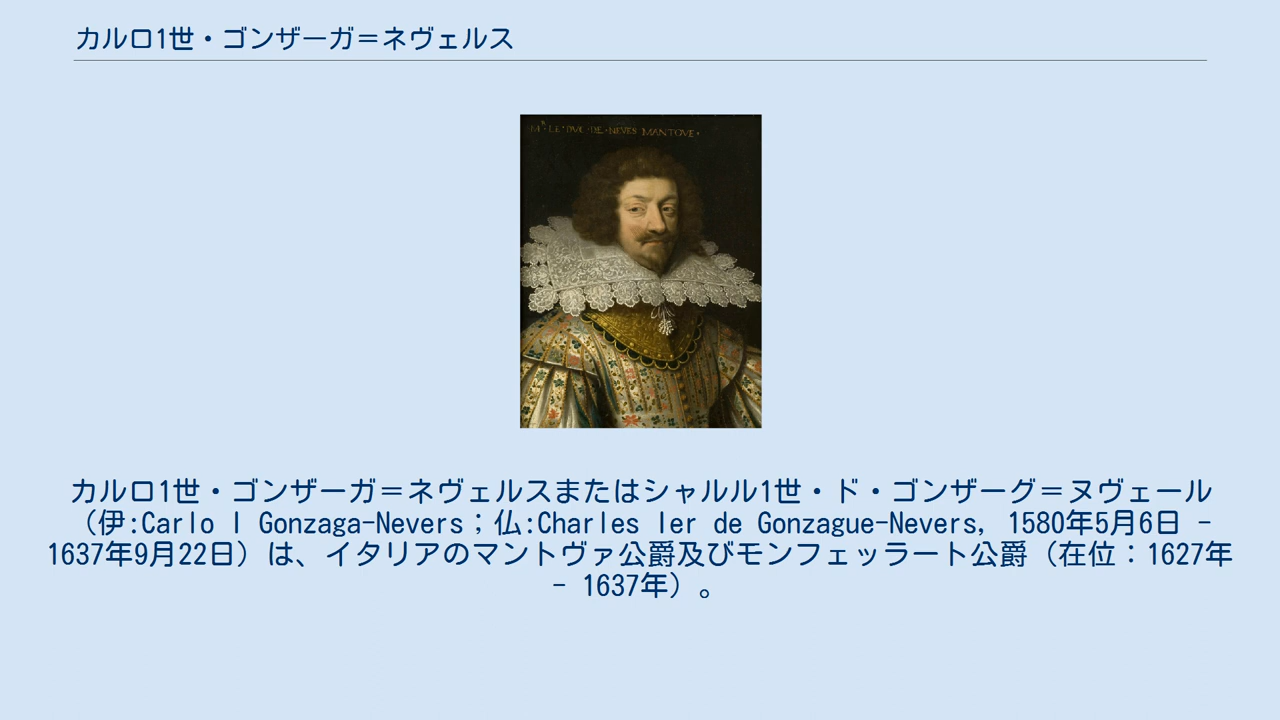 カルロ1世・ゴンザーガ＝ネヴェルス
M^R·LE·DVC·DE·NEVERS MANTOVE·
カルロ1世・ゴンザーガ＝ネヴェルスまたはシャルル1世・ド・ゴンザーグ＝ヌヴェール
（伊:Carlo I Gonzaga-Nevers；仏:Charles Ier de Gonzague-Nevers, 1580年5月6日 -
1637年9月22日）は、イタリアのマントヴァ公爵及びモンフェッラート公爵（在位：1627年
- 1637年）。